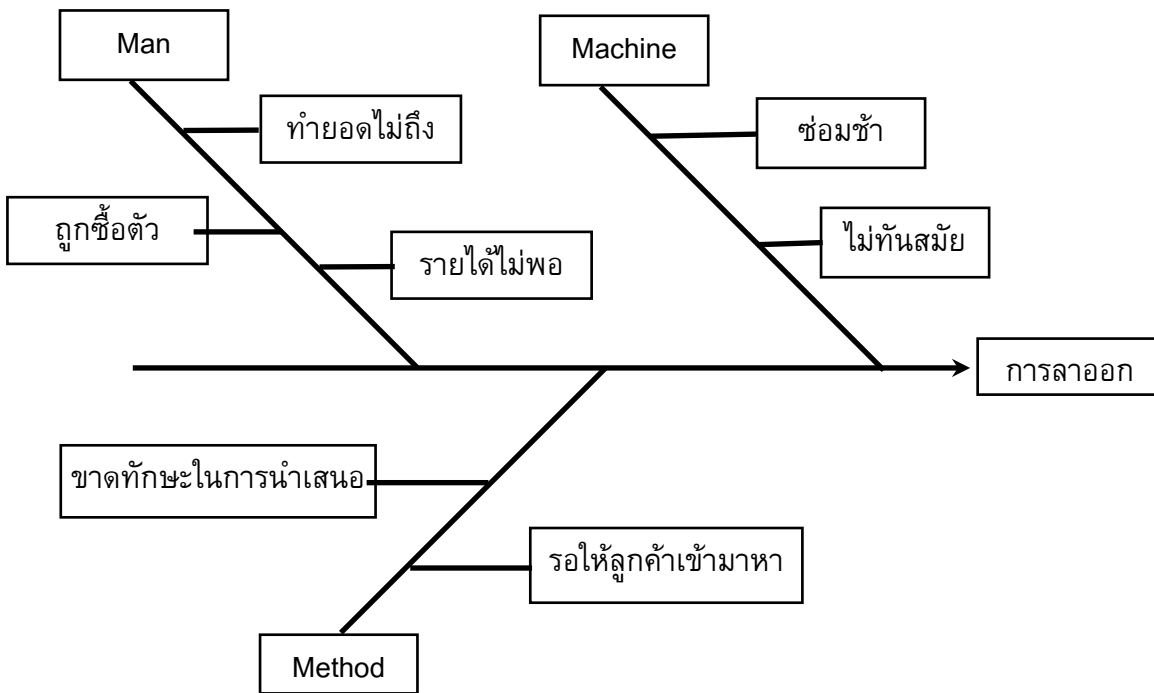 Man
Machine
ทำยอดไม่ถึง
ซ่อมช้า
ถูกซื้อตัว
ไม่ทันสมัย
รายได้ไม่พอ
การลาออก
ขาดทักษะในการนำเสนอ
รอให้ลูกค้าเข้ามาหา
Method